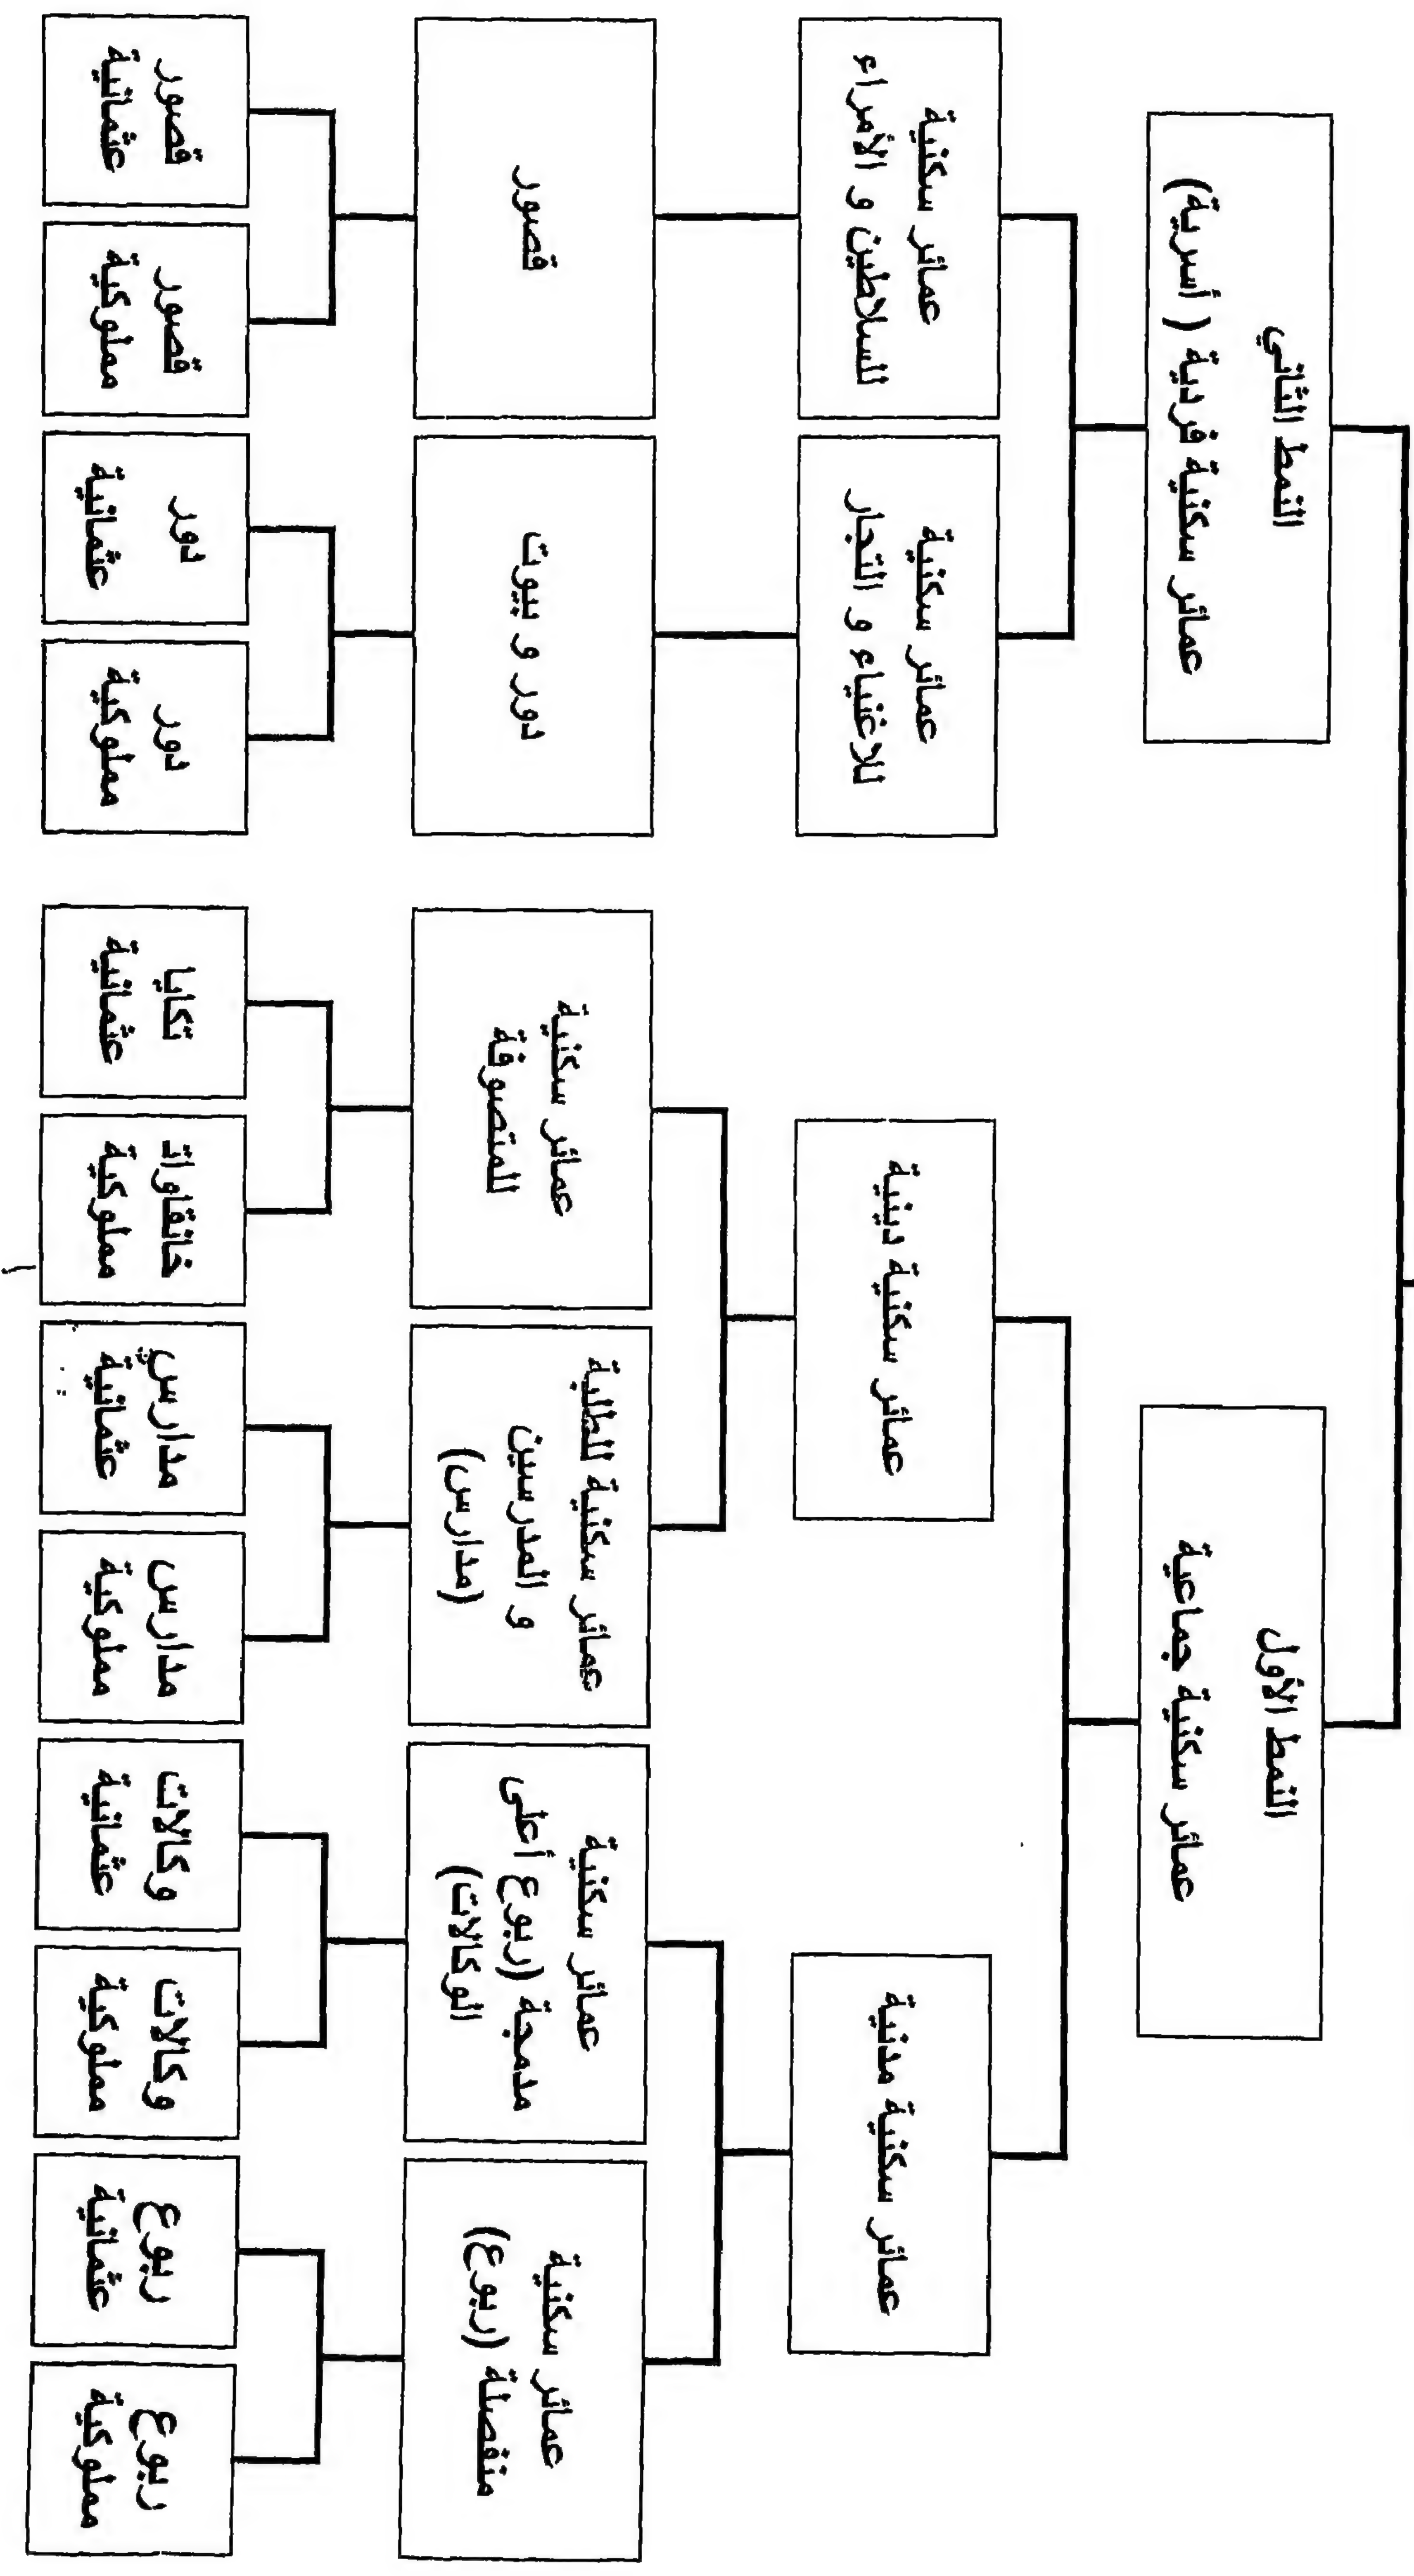 النمط الأول
عمائر سكنية جماعية
النمط الثاني
عمائر سكنية فردية ( أسرية)
عمائر سكنية مدنية
عمائر سكنية دينية
عمائر سكنية
للاغنياء و التجار
عمائر سكنية
للسلاطين و الأمراء
عمائر سكنية
منفصلة (ربوع)
عمائر سكنية
مدمجة (ربوع أعلى
الوكالات)
عمائر سكنية للطلبة
و المدرسين
(مدارس)
عمائر سكنية
للمتصوفة
دور و بيوت
قصور
ربوع
مملوكية
ربوع
عثمانية
وكالات
مملوكية
وكالات
عثمانية
مدارس
مملوكية
مدارس
عثمانية
خانقاوات
مملوكية
تكايا
عثمانية
دور
مملوكية
دور
عثمانية
قصور
مملوكية
قصور
عثمانية